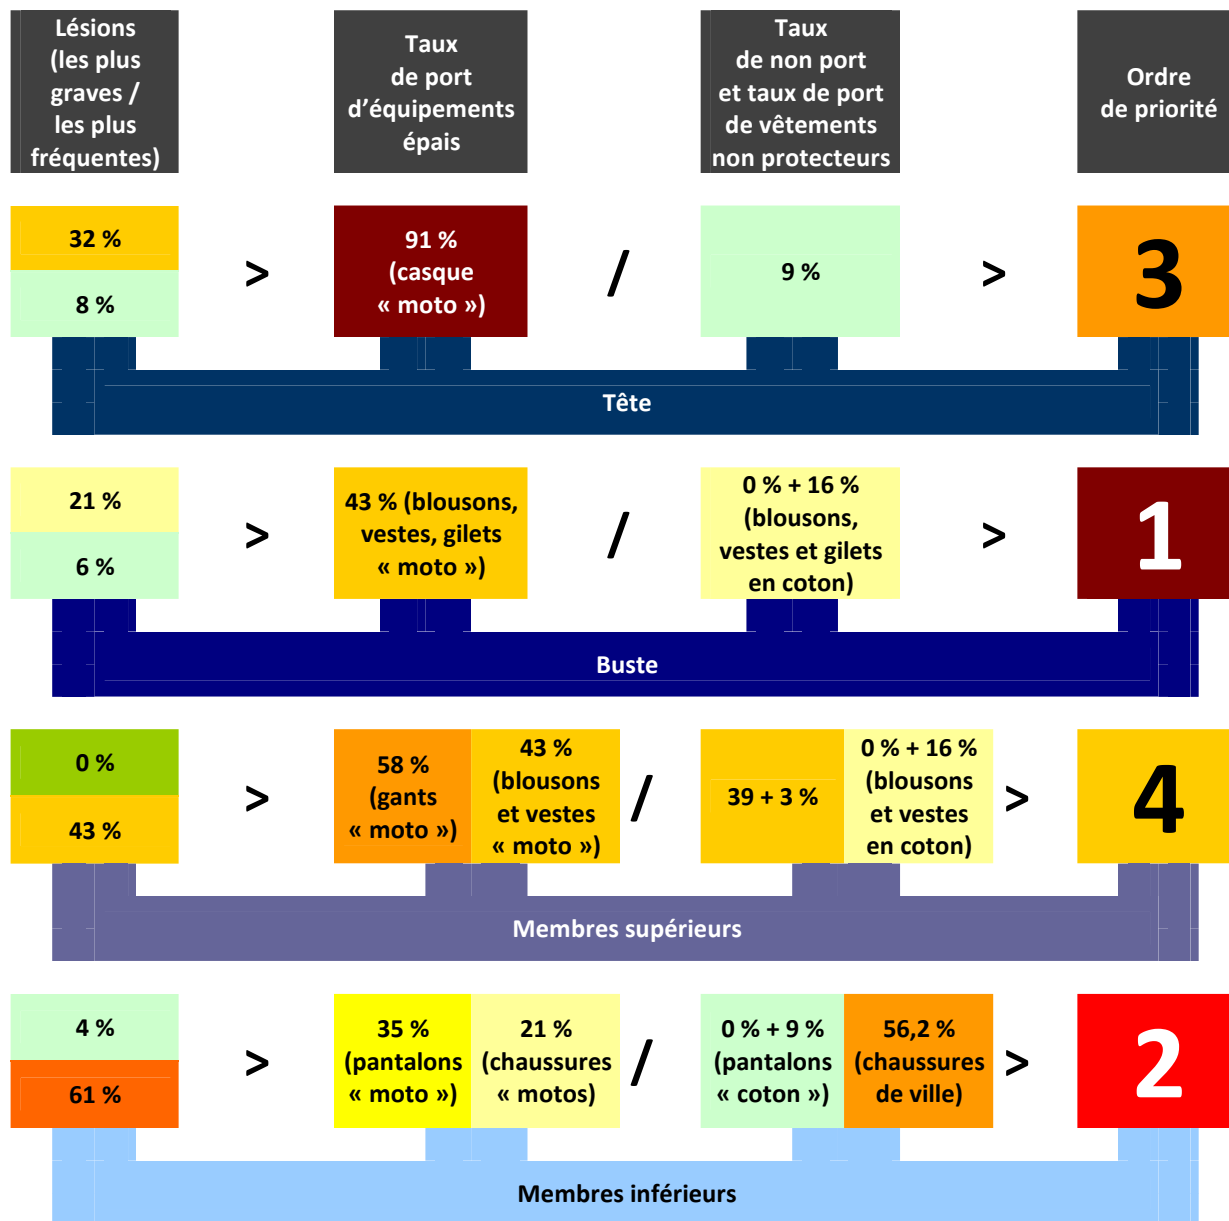 Lésions
(les plus
graves /
les plus
fréquentes)
Taux
de port
d'équipements
épais
Taux
de non port
et taux de port
de vêtements
non protecteurs
Ordre
de priorité
32 %
8 %
>
91 %
(casque
« moto »)
/
9 %
>
3
Tête
21 %
6 %
>
43 % (blousons,
vestes, gilets
« moto »)
/
0 % + 16 %
(blousons,
vestes et gilets
en coton)
>
1
Buste
0 %
43 %
>
58 %
(gants
« moto »)
43 %
(blousons
et vestes
« moto »)
/
39 + 3 %
0 % + 16 %
(blousons
et vestes
en coton)
>
4
Membres supérieurs
4 %
61 %
>
35 %
(pantalons
« moto »)
21 %
(chaussures
« motos)
/
0 % + 9 %
(pantalons
« coton »)
56,2 %
(chaussures
de ville)
>
2
Membres inférieurs